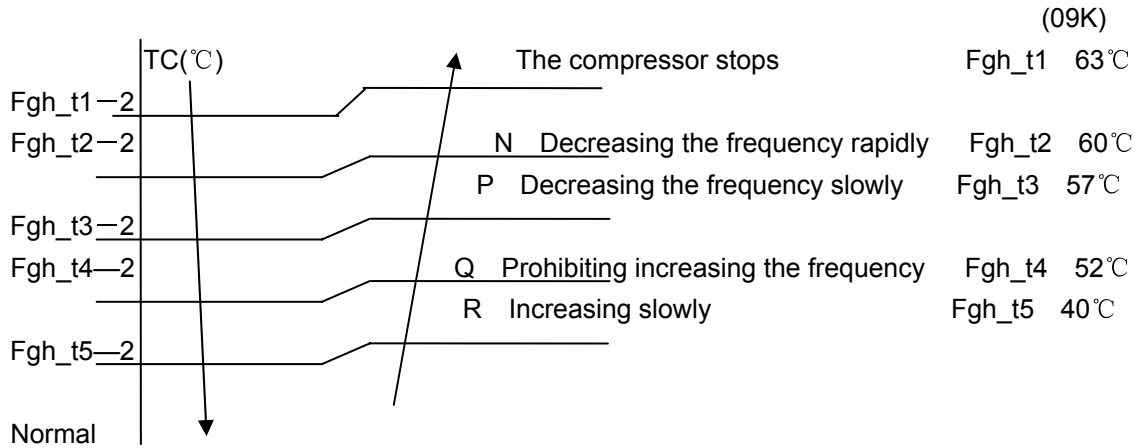 (09K)
TC(℃) The compressor stops Fgh_t1 63℃
Fgh_t1－2
Fgh_t2－2 N Decreasing the frequency rapidly Fgh_t2 60℃
P Decreasing the frequency slowly Fgh_t3 57℃
Fgh_t3－2
Fgh_t4—2 Q Prohibiting increasing the frequency Fgh_t4 52℃
R Increasing slowly Fgh_t5 40℃
Fgh_t5—2
Normal